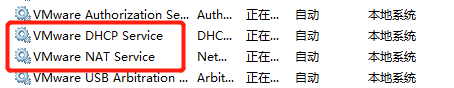 VMware Authorization Se... Auth... 正在... 自动 本地系统
VMware DHCP Service DHC... 正在... 自动 本地系统
VMware NAT Service Net... 正在... 自动 本地系统
VMware USB Arbitration ... Arbit... 正在... 自动 本地系统